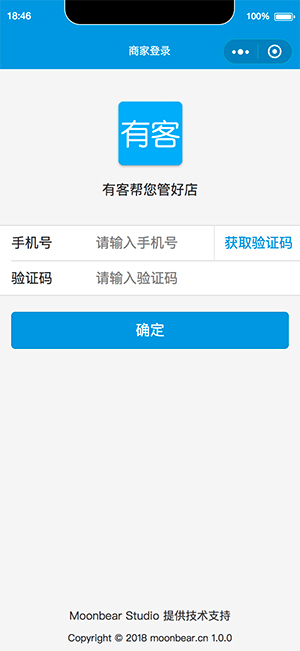 18:46
100%
商家登录
有客
有客帮您管好店
手机号 请输入手机号 获取验证码
验证码 请输入验证码
确定
Moonbear Studio 提供技术支持
Copyright © 2018 moonbear.cn 1.0.0